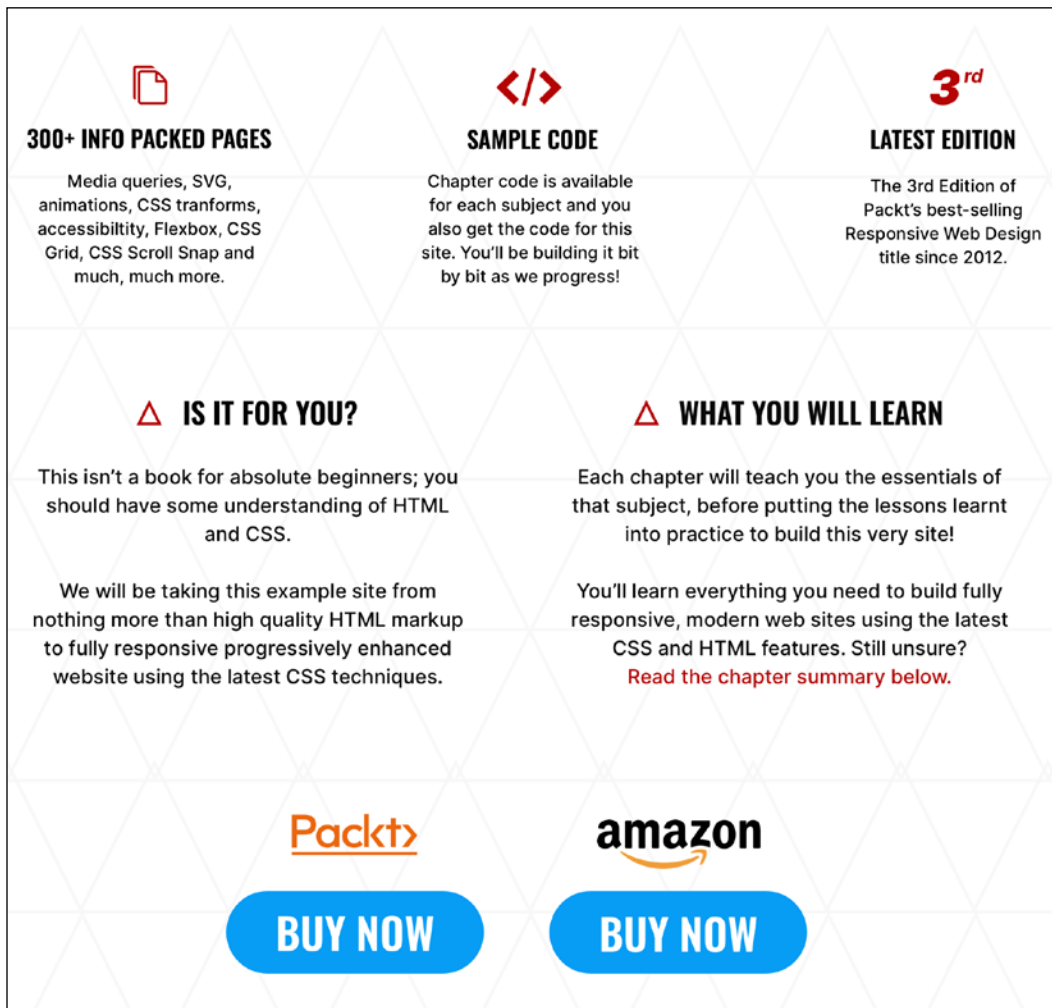 300+ INFO PACKED PAGES
Media queries, SVG,
animations, CSS tranforms,
accessibiltity, Flexbox, CSS
Grid, CSS Scroll Snap and
much, much more.
</>
SAMPLE CODE
Chapter code is available
for each subject and you
also get the code for this
site. You'll be building it bit
by bit as we progress!
3rd
LATEST EDITION
The 3rd Edition of
Packt's best-selling
Responsive Web Design
title since 2012.
IS IT FOR YOU?
This isn't a book for absolute beginners; you
should have some understanding of HTML
and CSS.
We will be taking this example site from
nothing more than high quality HTML markup
to fully responsive progressively enhanced
website using the latest CSS techniques.
WHAT YOU WILL LEARN
Each chapter will teach you the essentials of
that subject, before putting the lessons learnt
into practice to build this very site!
You'll learn everything you need to build fully
responsive, modern web sites using the latest
CSS and HTML features. Still unsure?
Read the chapter summary below.
Packt>
BUY NOW
amazon
BUY NOW